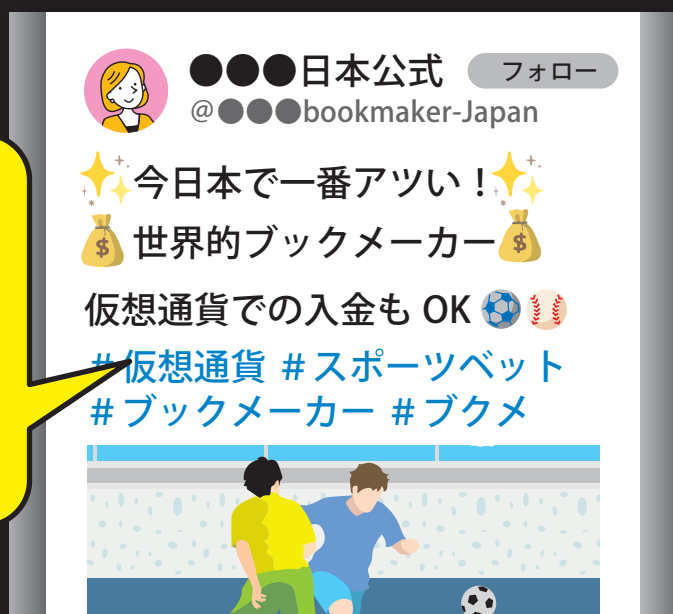 ●●●日本公式 フォロー
@●●●bookmaker-Japan
✨今日本で一番アツい！✨
💰世界的ブックメーカー💰
仮想通貨での入金も OK ⚽⚾
＃仮想通貨 ＃スポーツベット
＃ブックメーカー ＃ブクメ